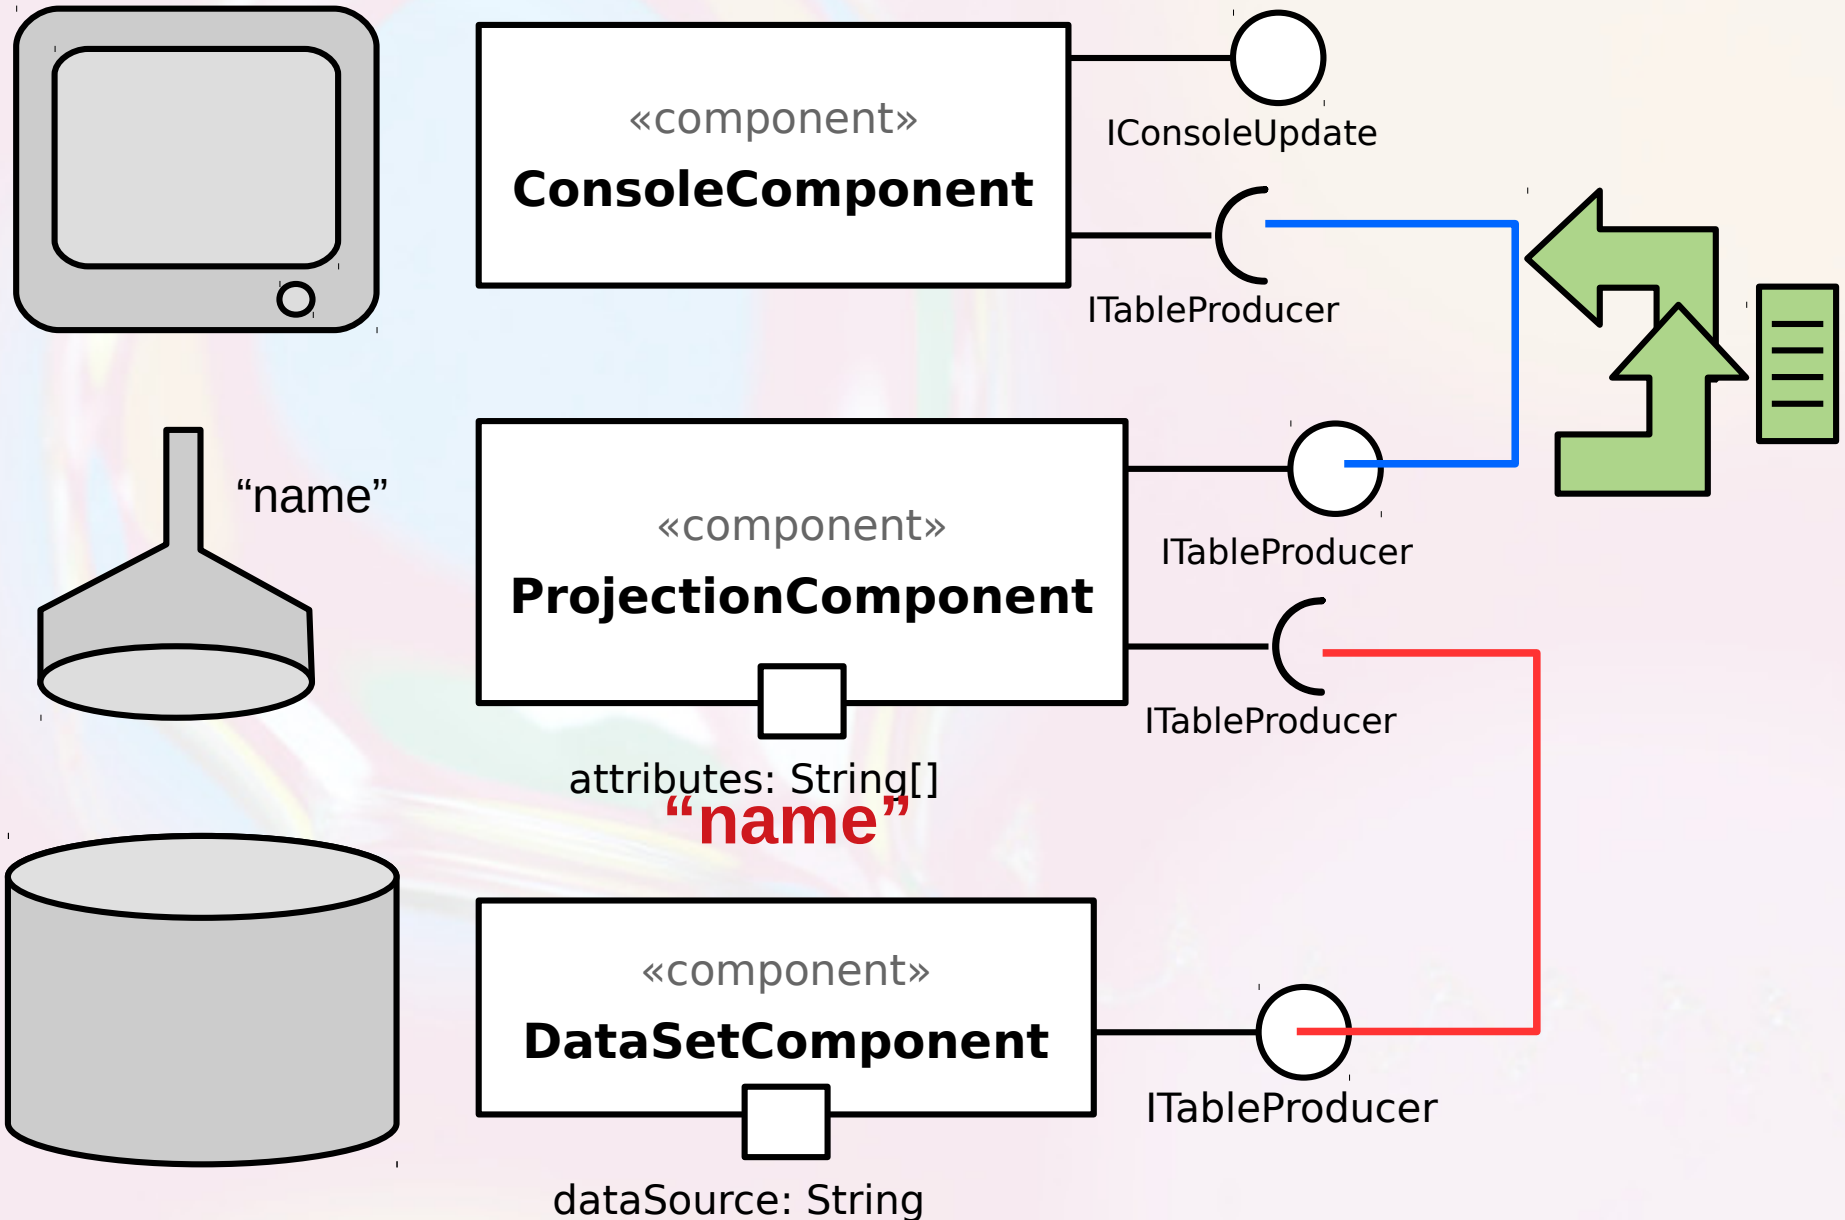 «component»
ConsoleComponent
IConsoleUpdate
ITableProducer
“name”
«component»
ProjectionComponent
ITableProducer
ITableProducer
attributes: String[]
“name”
«component»
DataSetComponent
ITableProducer
dataSource: String